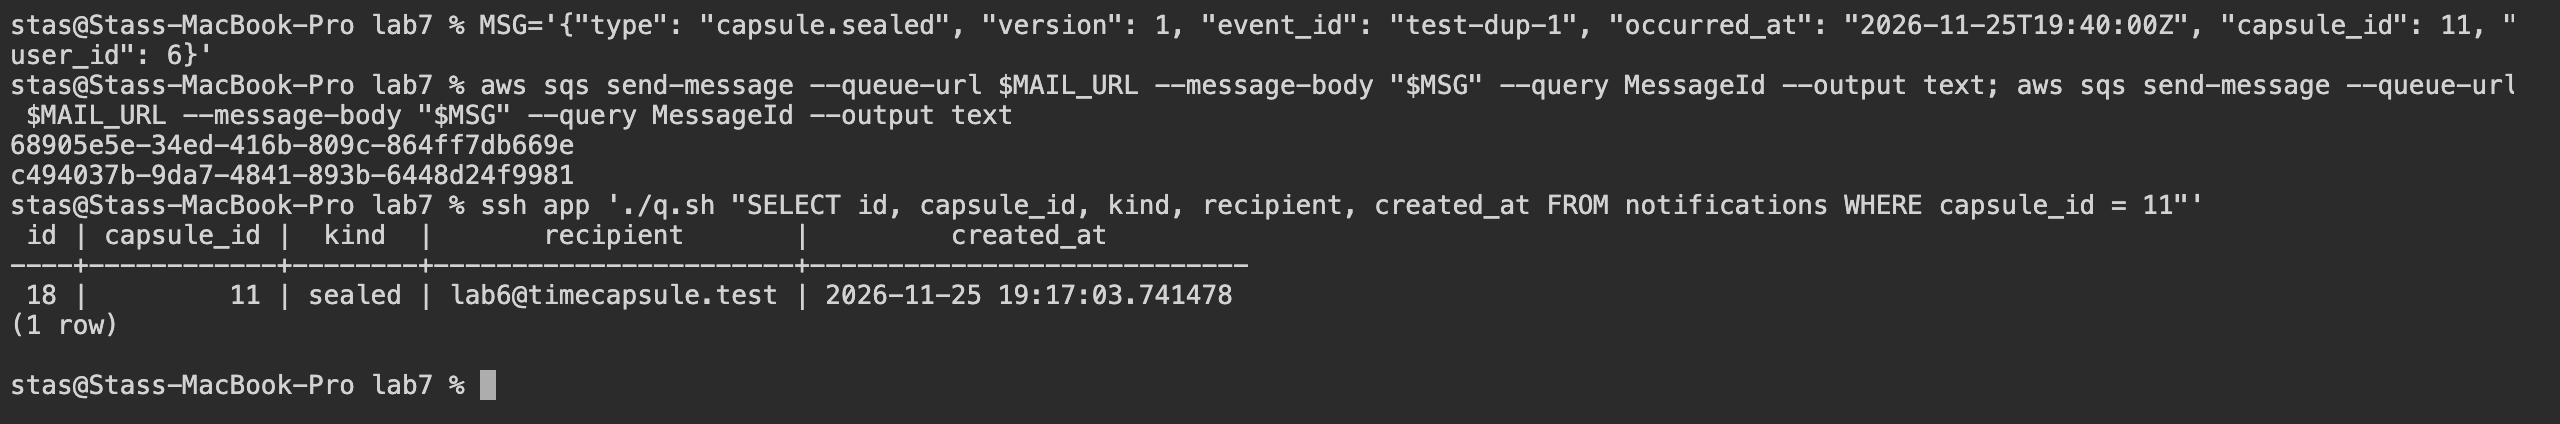 stas@Stass-MacBook-Pro lab7 % MSG='{"type": "capsule.sealed", "version": 1, "event_id": "test-dup-1", "occurred_at": "2026-11-25T19:40:00Z", "capsule_id": 11, "
user_id": 6}'
stas@Stass-MacBook-Pro lab7 % aws sqs send-message --queue-url $MAIL_URL --message-body "$MSG" --query MessageId --output text; aws sqs send-message --queue-url
 $MAIL_URL --message-body "$MSG" --query MessageId --output text
68905e5e-34ed-416b-809c-864ff7db669e
c494037b-9da7-4841-893b-6448d24f9981
stas@Stass-MacBook-Pro lab7 % ssh app './q.sh "SELECT id, capsule_id, kind, recipient, created_at FROM notifications WHERE capsule_id = 11"'
 id | capsule_id |  kind  |       recipient       |         created_at
----+------------+--------+-----------------------+----------------------------
 18 |         11 | sealed | lab6@timecapsule.test | 2026-11-25 19:17:03.741478
(1 row)
stas@Stass-MacBook-Pro lab7 %